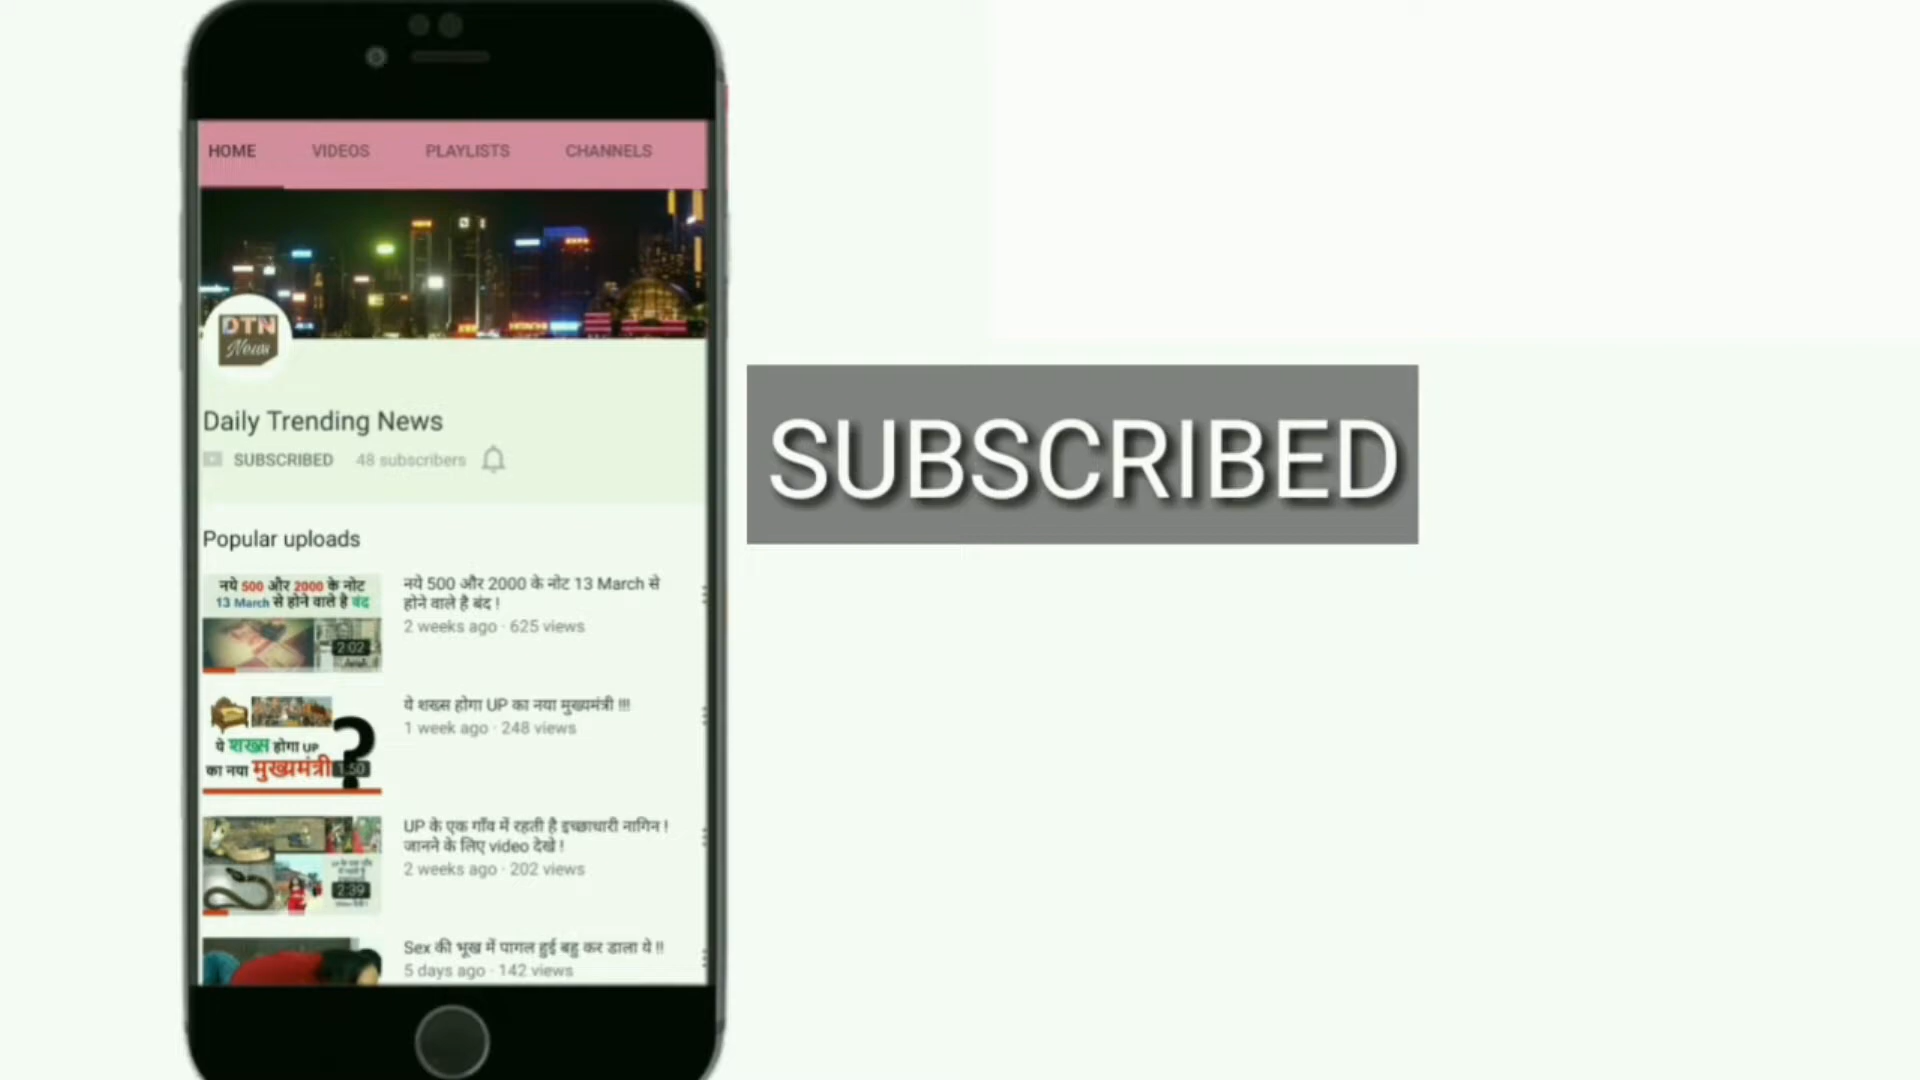 HOME VIDEOS PLAYLISTS CHANNELS
DTN
News
Daily Trending News
SUBSCRIBED 48 subscribers
SUBSCRIBED
Popular uploads
नये 500 और 2000 के नोट
13 March से होने वाले है बंद
2:02
नये 500 और 2000 के नोट 13 March से
होने वाले है बंद !
2 weeks ago · 625 views
ये शख्स होगा UP
का नया मुख्यमंत्री
?
1:50
ये शख्स होगा UP का नया मुख्यमंत्री !!!
1 week ago · 248 views
2:39
UP के एक गाँव में रहती है इच्छाधारी नागिन !
जानने के लिए video देखे !
2 weeks ago · 202 views
Sex की भूख में पागल हुई बहु कर डाला ये !!
5 days ago · 142 views